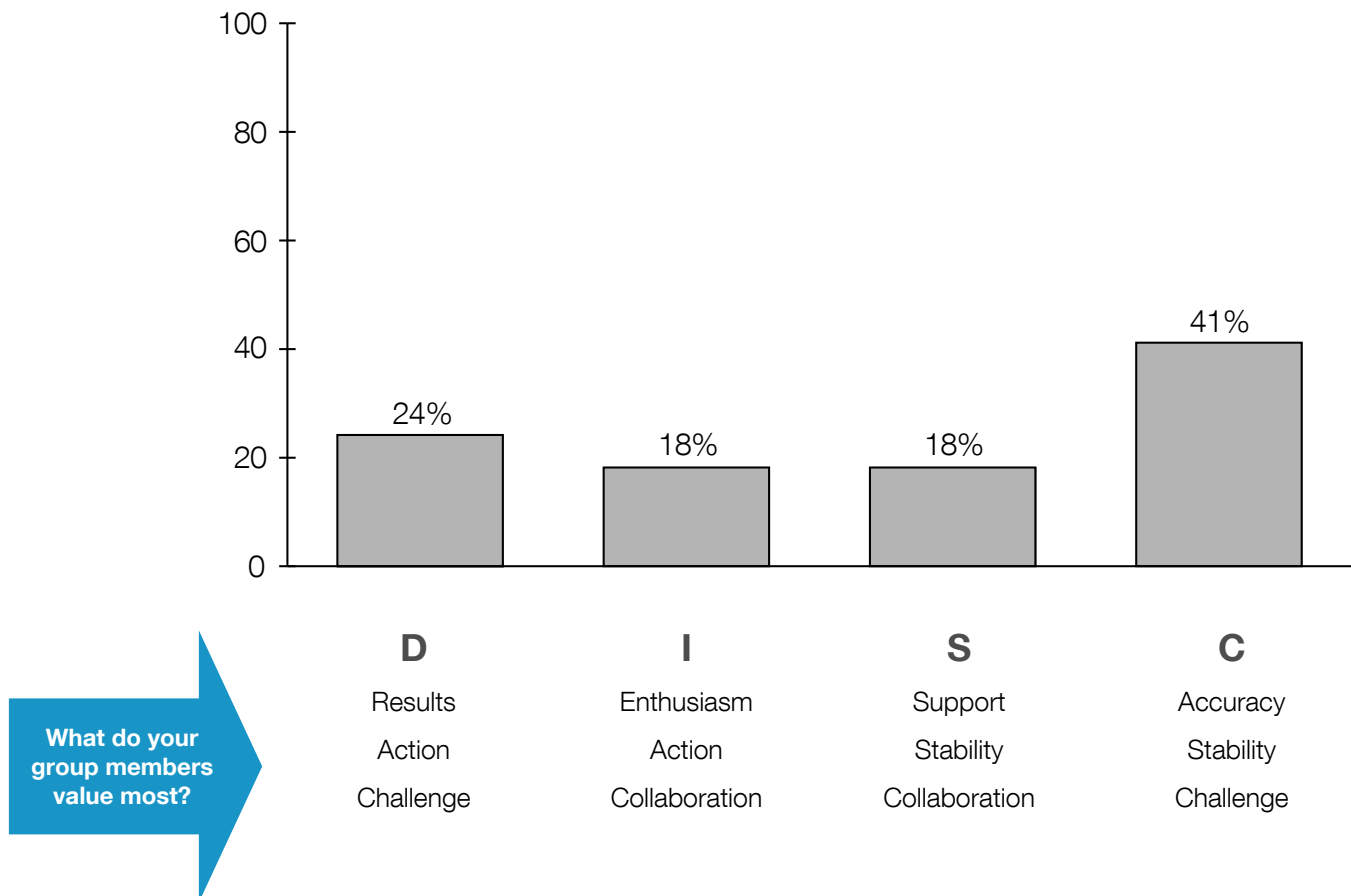 100
80
60
40
20
0
24%
18%
18%
41%
D
Results
Action
Challenge
I
Enthusiasm
Action
Collaboration
S
Support
Stability
Collaboration
C
Accuracy
Stability
Challenge
What do your
group members
value most?